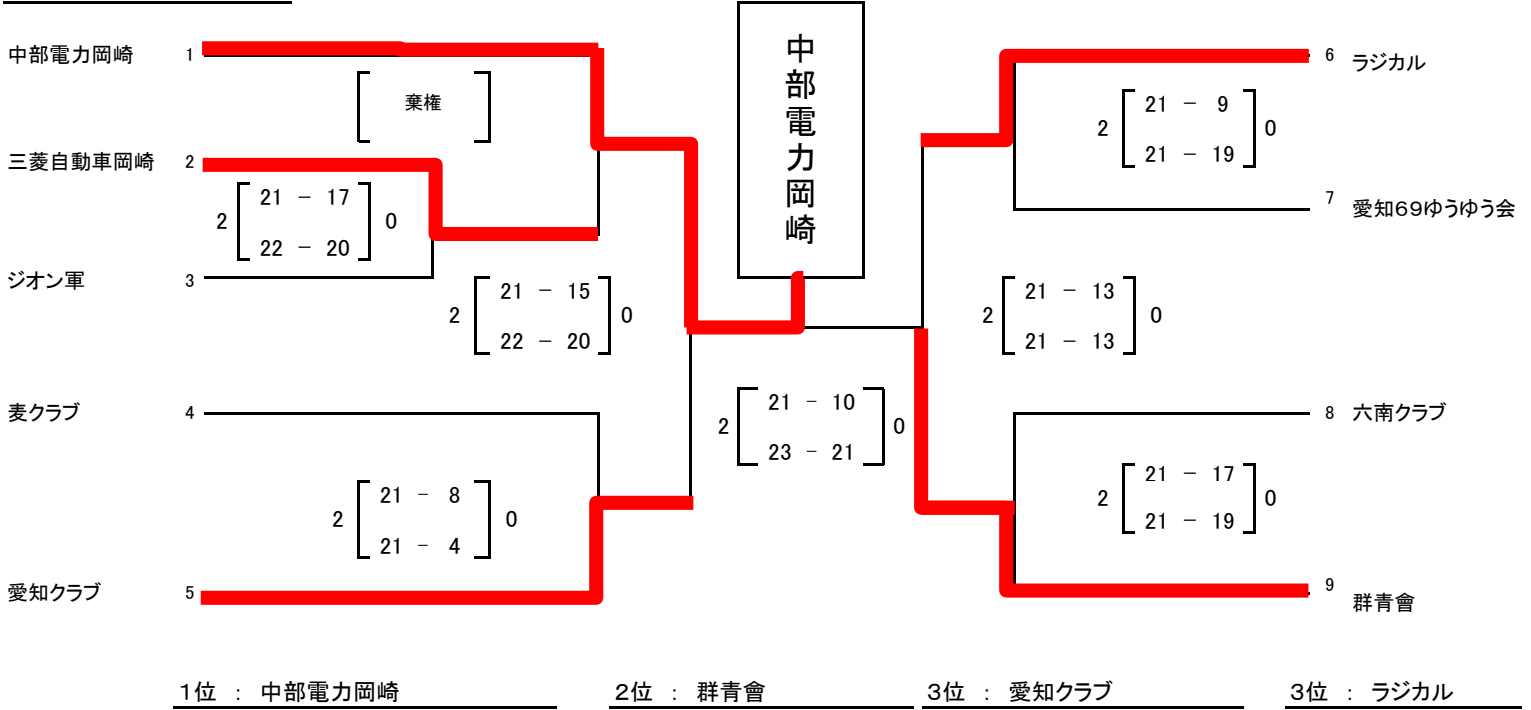 中部電力岡崎 1
棄権
三菱自動車岡崎 2
2 21 － 17 0
22 － 20
ジオン軍 3
2 21 － 15 0
22 － 20
麦クラブ 4
2 21 － 8 0
21 － 4
愛知クラブ 5
中部電力岡崎
2 21 － 10 0
23 － 21
6 ラジカル
2 21 － 9 0
21 － 19
7 愛知69ゆうゆう会
2 21 － 13 0
21 － 13
8 六南クラブ
2 21 － 17 0
21 － 19
9 群青會
1位 ： 中部電力岡崎
2位 ： 群青會
3位 ： 愛知クラブ
3位 ： ラジカル